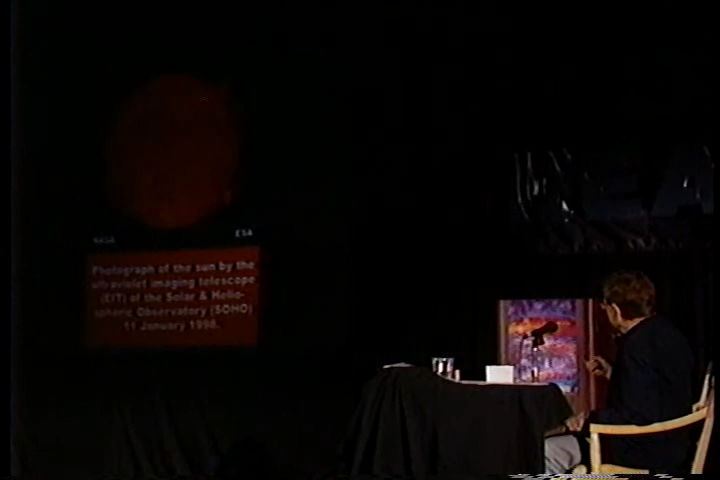 NASA
ESA
Photograph of the sun by the
ultraviolet imaging telescope
(EIT) of the Solar & Helio-
spheric Observatory (SOHO)
11 January 1998.